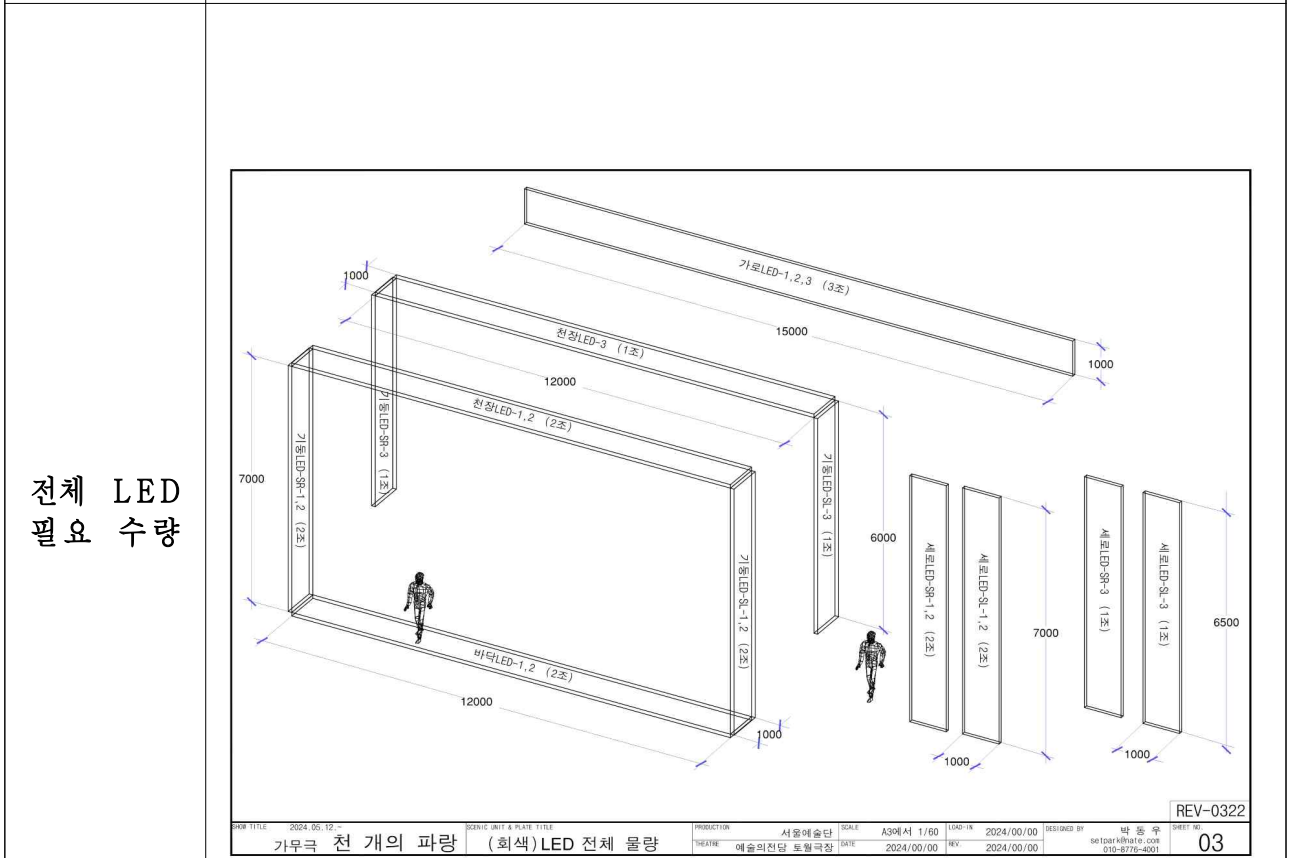 전체 LED
필요 수량
가로LED-1,2,3 (3조)
15000
1000
1000
천장LED-3 (1조)
12000
천장LED-1,2 (2조)
기둥LED-SR-3 (1조)
기둥LED-SR-1,2 (2조)
7000
기둥LED-SL-3 (1조)
6000
기둥LED-SL-1,2 (2조)
바닥LED-1,2 (2조)
12000
1000
세로LED-SR-1,2 (2조)
세로LED-SL-1,2 (2조)
7000
1000
세로LED-SR-3 (1조)
세로LED-SL-3 (1조)
6500
1000
REV-0322
SHOW TITLE 2024.05.12.-
가무극 천 개의 파랑
SCENIC UNIT & PLATE TITLE
(회색)LED 전체 물량
PRODUCTION 서울예술단
THEATRE 예술의전당 토월극장
SCALE A3에서 1/60
DATE 2024/00/00
LOAD-IN 2024/00/00
REV. 2024/00/00
DESIGNED BY 박 동 우
setpark@nate.com
010-8776-4001
SHEET NO.
03